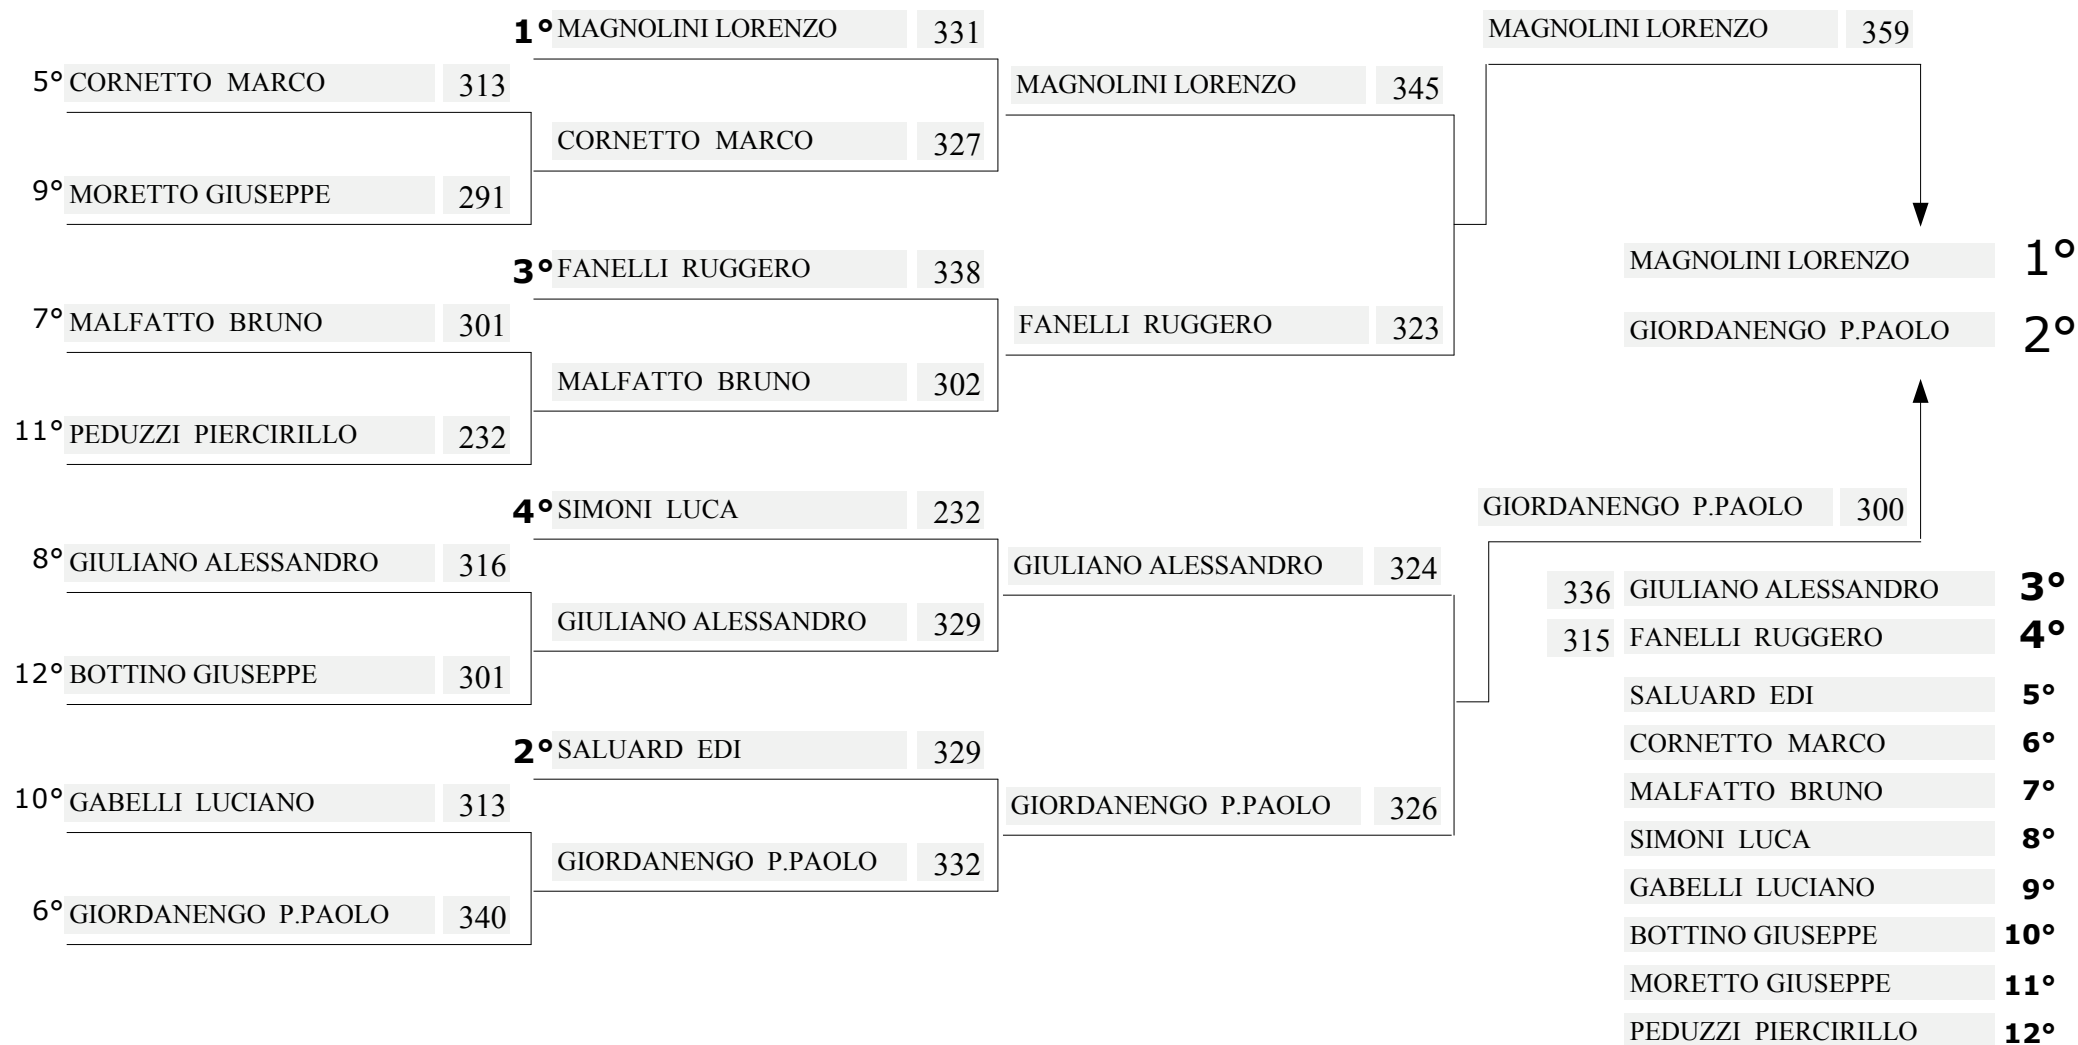 1° MAGNOLINI LORENZO 331
MAGNOLINI LORENZO 359
5° CORNETTO MARCO 313
MAGNOLINI LORENZO 345
CORNETTO MARCO 327
9° MORETTO GIUSEPPE 291
MAGNOLINI LORENZO 1°
3° FANELLI RUGGERO 338
7° MALFATTO BRUNO 301
FANELLI RUGGERO 323
GIORDANENGO P.PAOLO 2°
MALFATTO BRUNO 302
11° PEDUZZI PIERCIRILLO 232
4° SIMONI LUCA 232
GIORDANENGO P.PAOLO 300
8° GIULIANO ALESSANDRO 316
GIULIANO ALESSANDRO 324
336 GIULIANO ALESSANDRO 3°
GIULIANO ALESSANDRO 329
315 FANELLI RUGGERO 4°
12° BOTTINO GIUSEPPE 301
SALUARD EDI 5°
2° SALUARD EDI 329
CORNETTO MARCO 6°
10° GABELLI LUCIANO 313
GIORDANENGO P.PAOLO 326
MALFATTO BRUNO 7°
SIMONI LUCA 8°
GIORDANENGO P.PAOLO 332
GABELLI LUCIANO 9°
6° GIORDANENGO P.PAOLO 340
BOTTINO GIUSEPPE 10°
MORETTO GIUSEPPE 11°
PEDUZZI PIERCIRILLO 12°